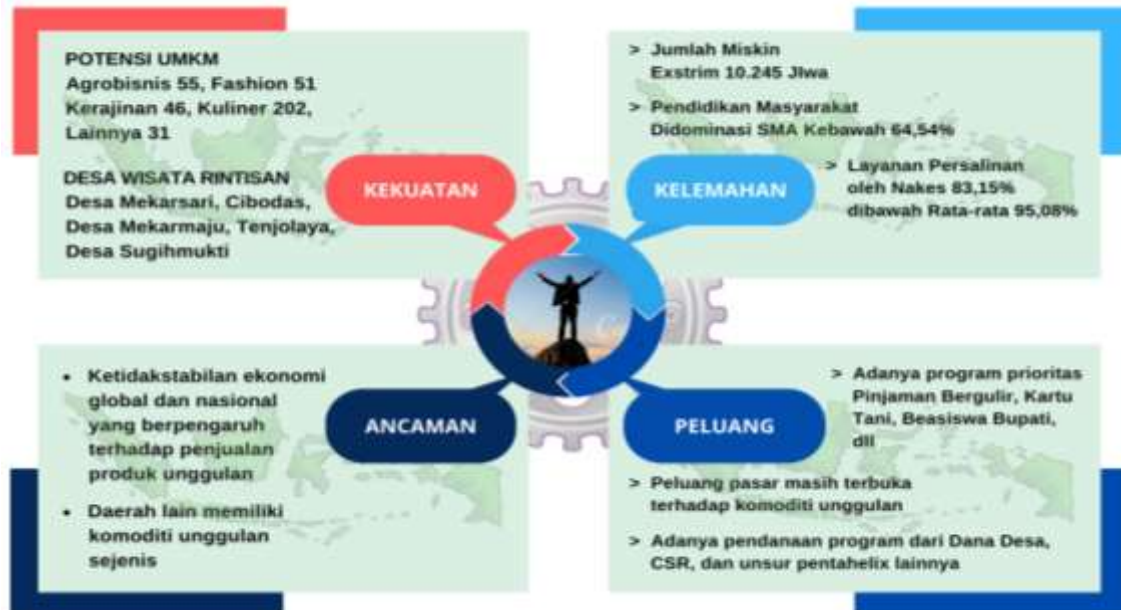 POTENSI UMKM
Agrobisnis 55, Fashion 51
Kerajinan 46, Kuliner 202,
Lainnya 31
DESA WISATA RINTISAN
Desa Mekarsari, Cibodas,
Desa Mekarmaju, Tenjolaya,
Desa Sugihmukti
KEKUATAN
> Jumlah Miskin
Exstrim 10.245 JIwa
> Pendidikan Masyarakat
Didominasi SMA Kebawah 64,54%
> Layanan Persalinan
oleh Nakes 83,15%
dibawah Rata-rata 95,08%
KELEMAHAN
• Ketidakstabilan ekonomi
global dan nasional
yang berpengaruh
terhadap penjualan
produk unggulan
• Daerah lain memiliki
komoditi unggulan
sejenis
ANCAMAN
PELUANG
> Adanya program prioritas
Pinjaman Bergulir, Kartu
Tani, Beasiswa Bupati,
dll
> Peluang pasar masih terbuka
terhadap komoditi unggulan
> Adanya pendanaan program dari Dana Desa,
CSR, dan unsur pentahelix lainnya